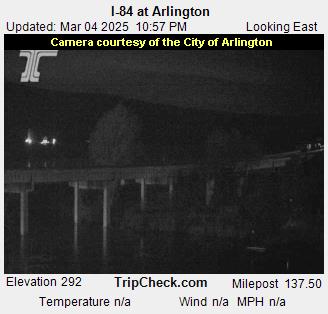 I-84 at Arlington
Updated: Mar 04 2025 10:57 PM Looking East
Camera courtesy of the City of Arlington
Elevation 292 TripCheck.com Milepost 137.50
Temperature n/a Wind n/a MPH n/a